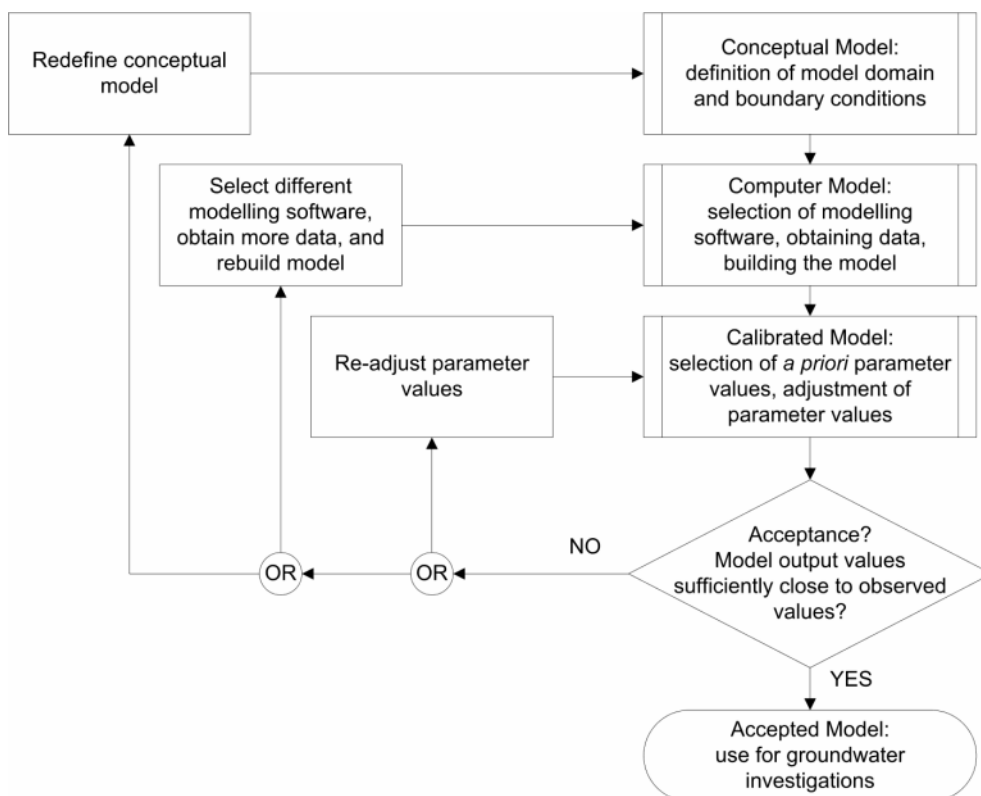 Redefine conceptual
model
Conceptual Model:
definition of model domain
and boundary conditions
Select different
modelling software,
obtain more data, and
rebuild model
Computer Model:
selection of modelling
software, obtaining data,
building the model
Re-adjust parameter
values
Calibrated Model:
selection of a priori parameter
values, adjustment of
parameter values
OR
OR
NO
Acceptance?
Model output values
sufficiently close to observed
values?
YES
Accepted Model:
use for groundwater
investigations